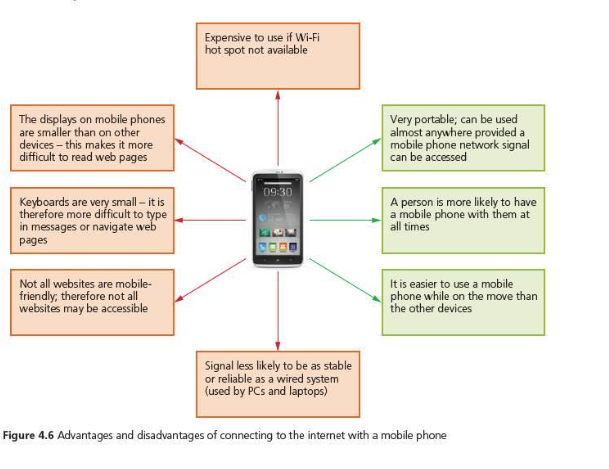 Expensive to use if Wi-Fi
hot spot not available
The displays on mobile phones
are smaller than on other
devices – this makes it more
difficult to read web pages
Very portable; can be used
almost anywhere provided a
mobile phone network signal
can be accessed
09:30
Keyboards are very small – it is
therefore more difficult to type
in messages or navigate web
pages
A person is more likely to have
a mobile phone with them at
all times
Not all websites are mobile-
friendly; therefore not all
websites may be accessible
It is easier to use a mobile
phone while on the move than
the other devices
Signal less likely to be as stable
or reliable as a wired system
(used by PCs and laptops)
Figure 4.6 Advantages and disadvantages of connecting to the internet with a mobile phone